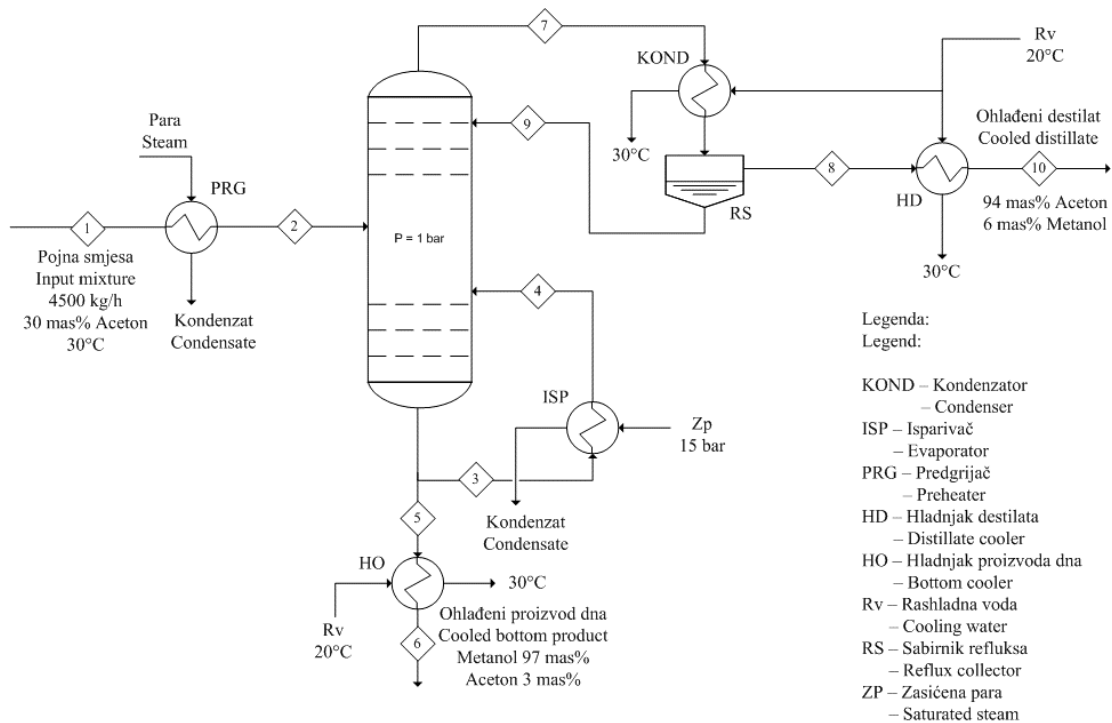 7
KOND
Rv
20°C
Para
Steam
9
30°C
Ohlađeni destilat
Cooled distillate
PRG
8
10
RS
HD
94 mas% Aceton
6 mas% Metanol
1
2
P = 1 bar
30°C
Pojna smjesa
Input mixture
4500 kg/h
30 mas% Aceton
30°C
Kondenzat
Condensate
4
ISP
Zp
15 bar
3
Kondenzat
Condensate
5
HO
30°C
Rv
20°C
Ohlađeni proizvod dna
Cooled bottom product
Metanol 97 mas%
Aceton 3 mas%
6
Legenda:
Legend:
KOND – Kondenzator
– Condenser
ISP – Isparivač
– Evaporator
PRG – Predgrijač
– Preheater
HD – Hladnjak destilata
– Distillate cooler
HO – Hladnjak proizvoda dna
– Bottom cooler
Rv – Rashladna voda
– Cooling water
RS – Sabirnik refluksa
– Reflux collector
ZP – Zasićena para
– Saturated steam